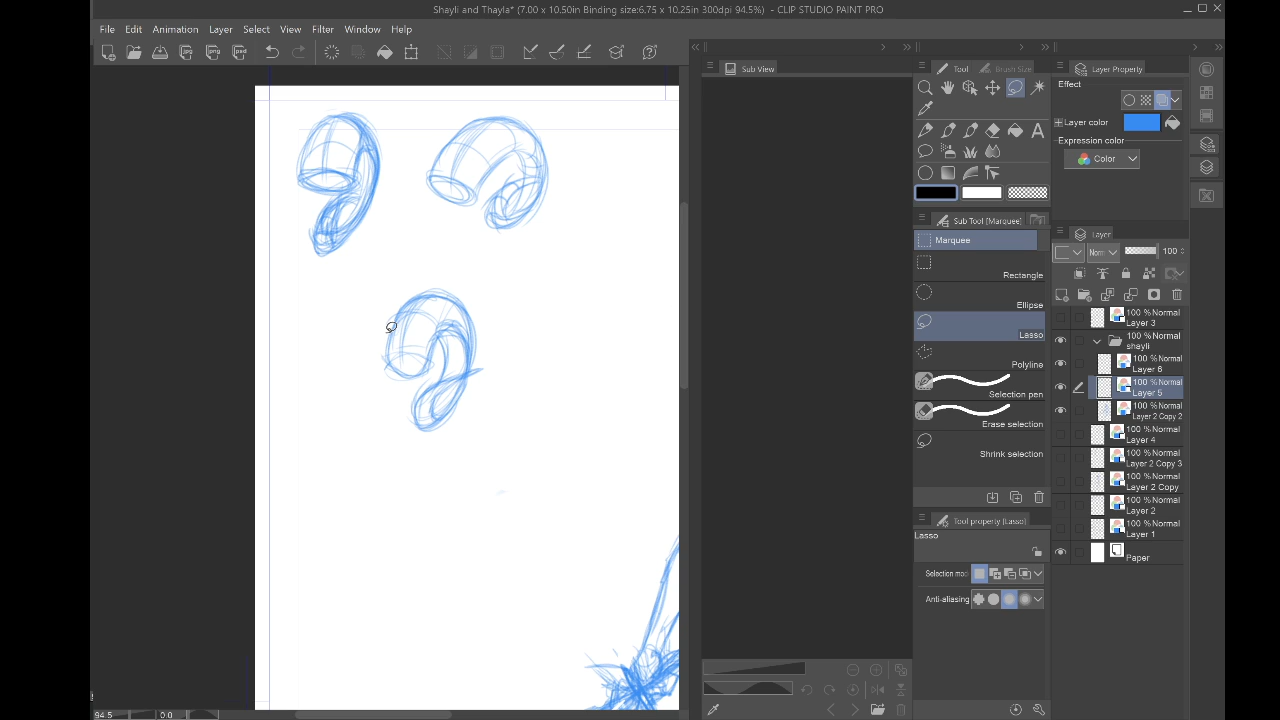 Shayli and Thayla* (7.00 x 10.50in Binding size:6.75 x 10.25in 300dpi 94.5%) - CLIP STUDIO PAINT PRO
File Edit Animation Layer Select View Filter Window Help
Sub View
Tool
Brush Size
Layer Property
Effect
Layer color
Expression color
Color
Sub Tool [Marquee]
Marquee
Rectangle
Ellipse
Lasso
Polyline
Selection pen
Erase selection
Shrink selection
Tool property [Lasso]
Lasso
Selection mo
Anti-aliasing
Layer
Norm
100
100 %Normal
Layer 3
100 %Normal
shayli
100 %Normal
Layer 6
100 %Normal
Layer 5
100 %Normal
Layer 2 Copy 2
100 %Normal
Layer 4
100 %Normal
Layer 2 Copy 3
100 %Normal
Layer 2 Copy
100 %Normal
Layer 2
100 %Normal
Layer 1
Paper
94.5
0.0